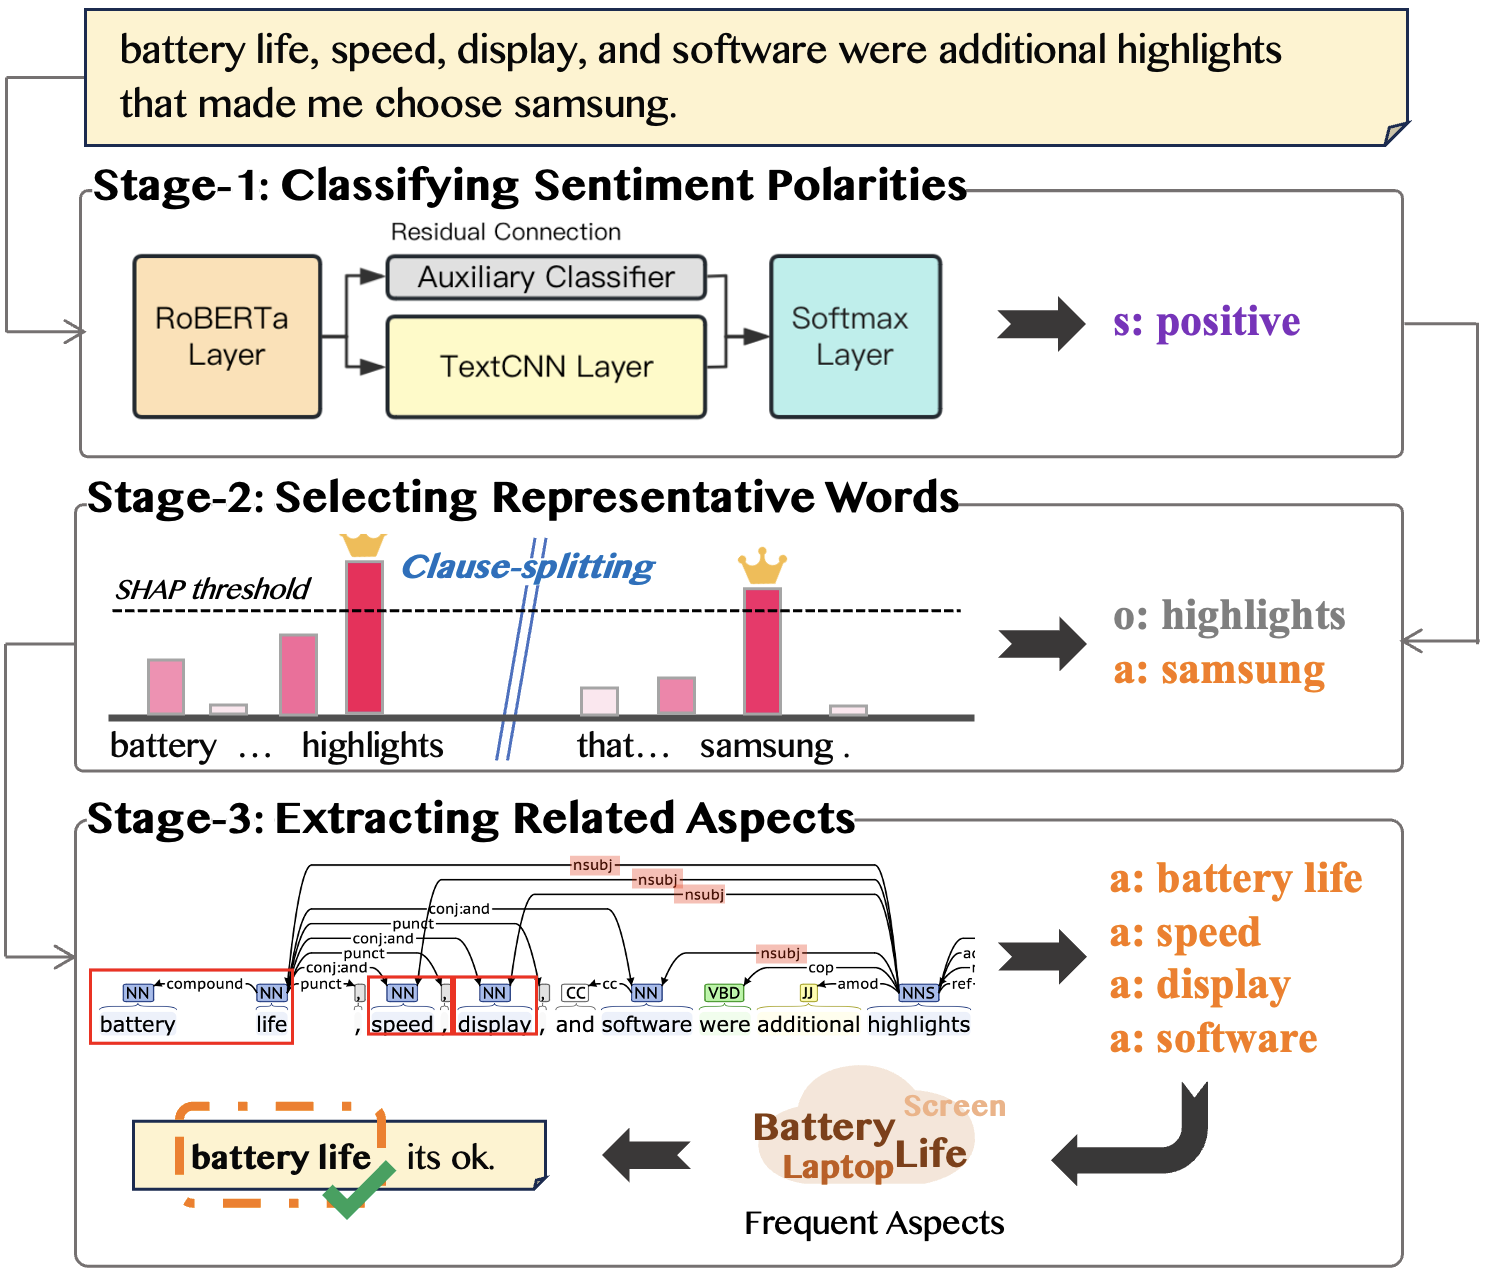 battery life, speed, display, and software were additional highlights
that made me choose samsung.
Stage-1: Classifying Sentiment Polarities
Residual Connection
RoBERTa
Layer
Auxiliary Classifier
TextCNN Layer
Softmax
Layer
s: positive
Stage-2: Selecting Representative Words
SHAP threshold
Clause-splitting
battery ... highlights
that... samsung .
o: highlights
a: samsung
Stage-3: Extracting Related Aspects
nsubj
nsubj
nsubj
conj:and
punct
conj:and
punct
nsubj
conj:and
cop
compound
punct
cc
amod
ref
NN NN , NN , NN , CC NN VBD JJ NNS
battery life , speed , display , and software were additional highlights
a: battery life
a: speed
a: display
a: software
Screen
Battery
Laptop Life
Frequent Aspects
battery life its ok.